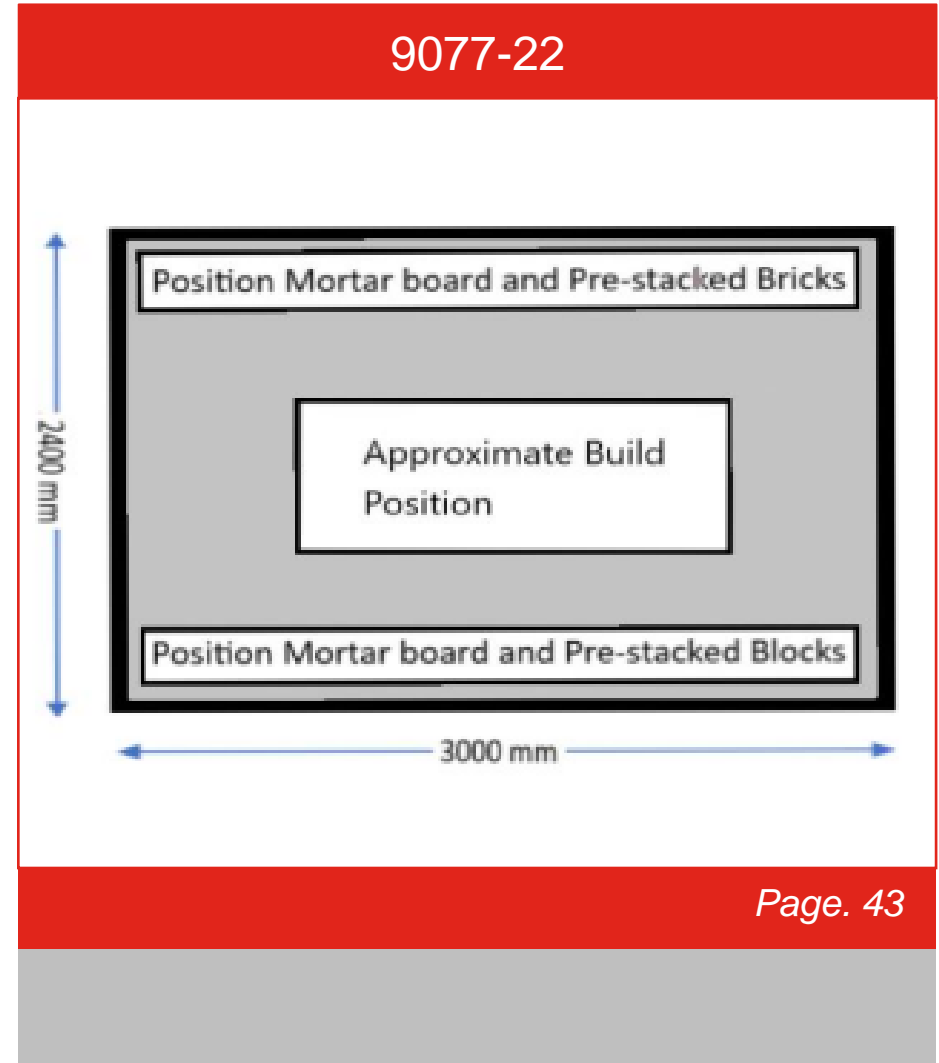 9077-22
Position Mortar board and Pre-stacked Bricks
2400 mm
Approximate Build
Position
Position Mortar board and Pre-stacked Blocks
3000 mm
Page. 43